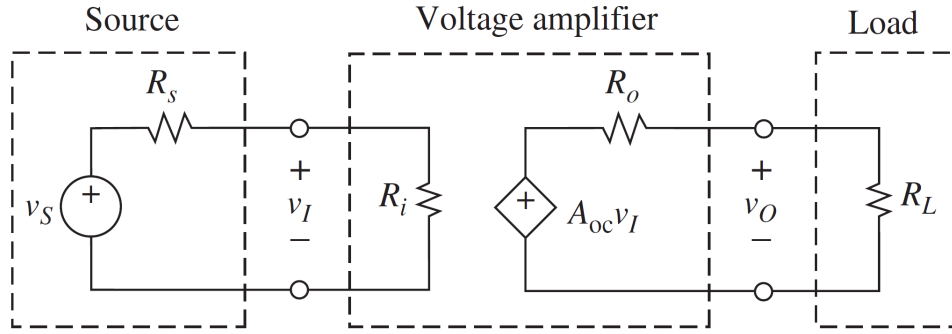 Source
Voltage amplifier
Load
R_s
R_o
+
v_S
+
v_I
−
R_i
+
A_oc v_I
+
v_O
−
R_L